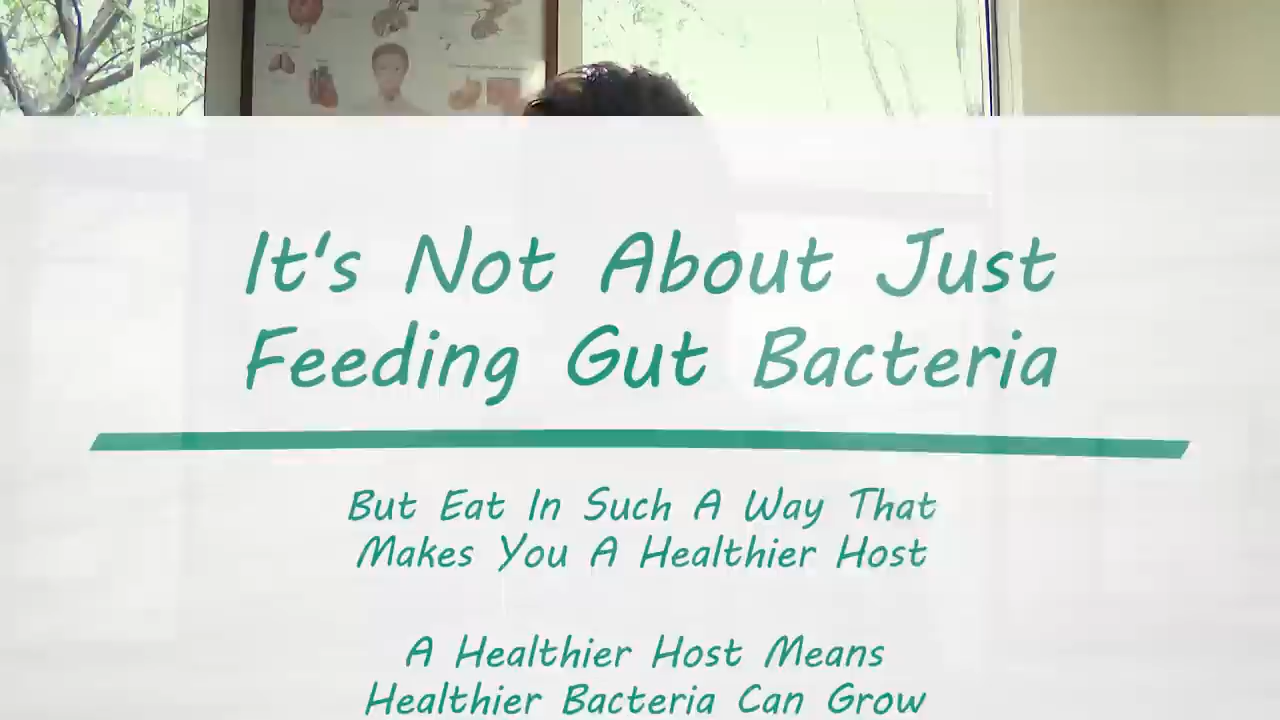 It's Not About Just
Feeding Gut Bacteria
But Eat In Such A Way That
Makes You A Healthier Host
A Healthier Host Means
Healthier Bacteria Can Grow